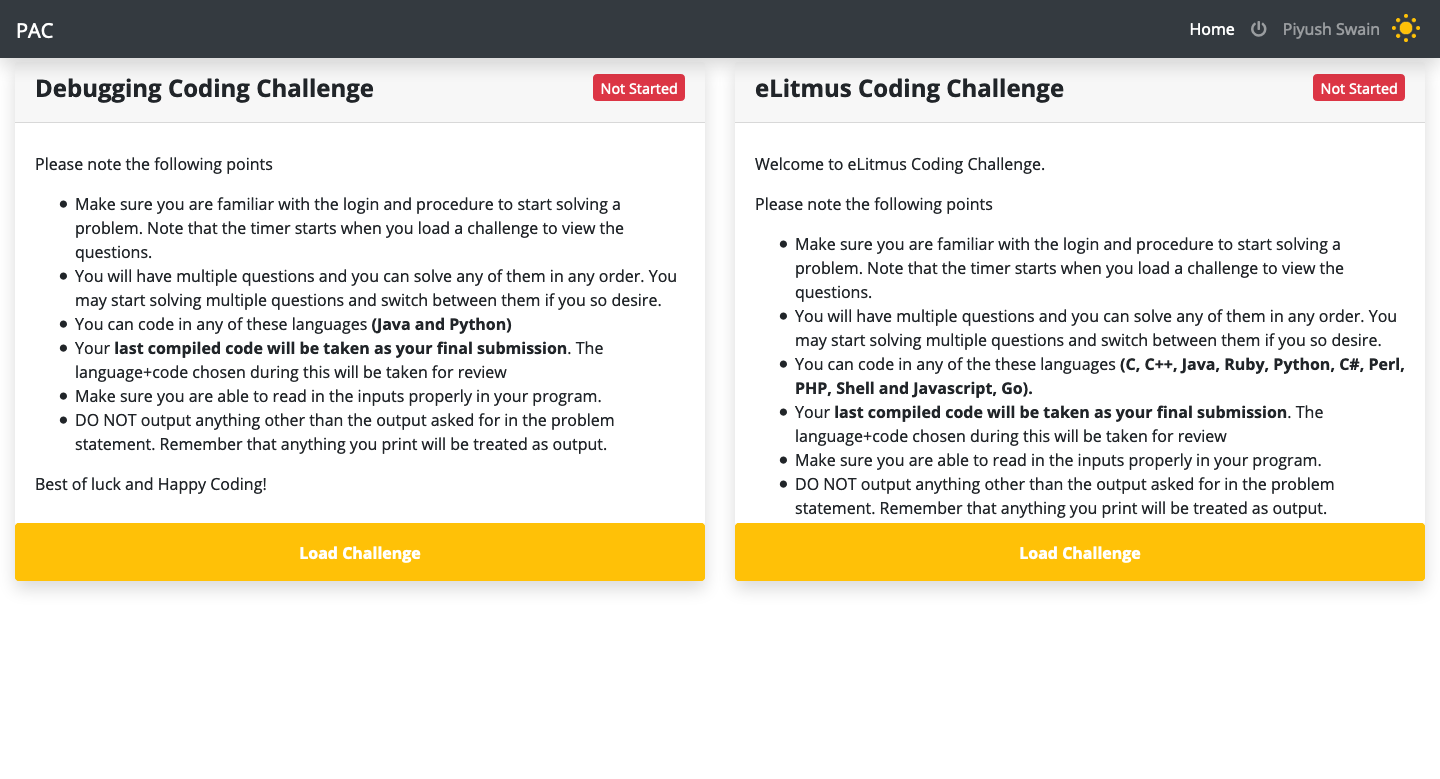 PAC
Home
Piyush Swain
Debugging Coding Challenge
Not Started
Please note the following points
Make sure you are familiar with the login and procedure to start solving a
problem. Note that the timer starts when you load a challenge to view the
questions.
You will have multiple questions and you can solve any of them in any order. You
may start solving multiple questions and switch between them if you so desire.
You can code in any of these languages (Java and Python)
Your last compiled code will be taken as your final submission. The
language+code chosen during this will be taken for review
Make sure you are able to read in the inputs properly in your program.
DO NOT output anything other than the output asked for in the problem
statement. Remember that anything you print will be treated as output.
Best of luck and Happy Coding!
Load Challenge
eLitmus Coding Challenge
Not Started
Welcome to eLitmus Coding Challenge.
Please note the following points
Make sure you are familiar with the login and procedure to start solving a
problem. Note that the timer starts when you load a challenge to view the
questions.
You will have multiple questions and you can solve any of them in any order. You
may start solving multiple questions and switch between them if you so desire.
You can code in any of the these languages (C, C++, Java, Ruby, Python, C#, Perl,
PHP, Shell and Javascript, Go).
Your last compiled code will be taken as your final submission. The
language+code chosen during this will be taken for review
Make sure you are able to read in the inputs properly in your program.
DO NOT output anything other than the output asked for in the problem
statement. Remember that anything you print will be treated as output.
Load Challenge